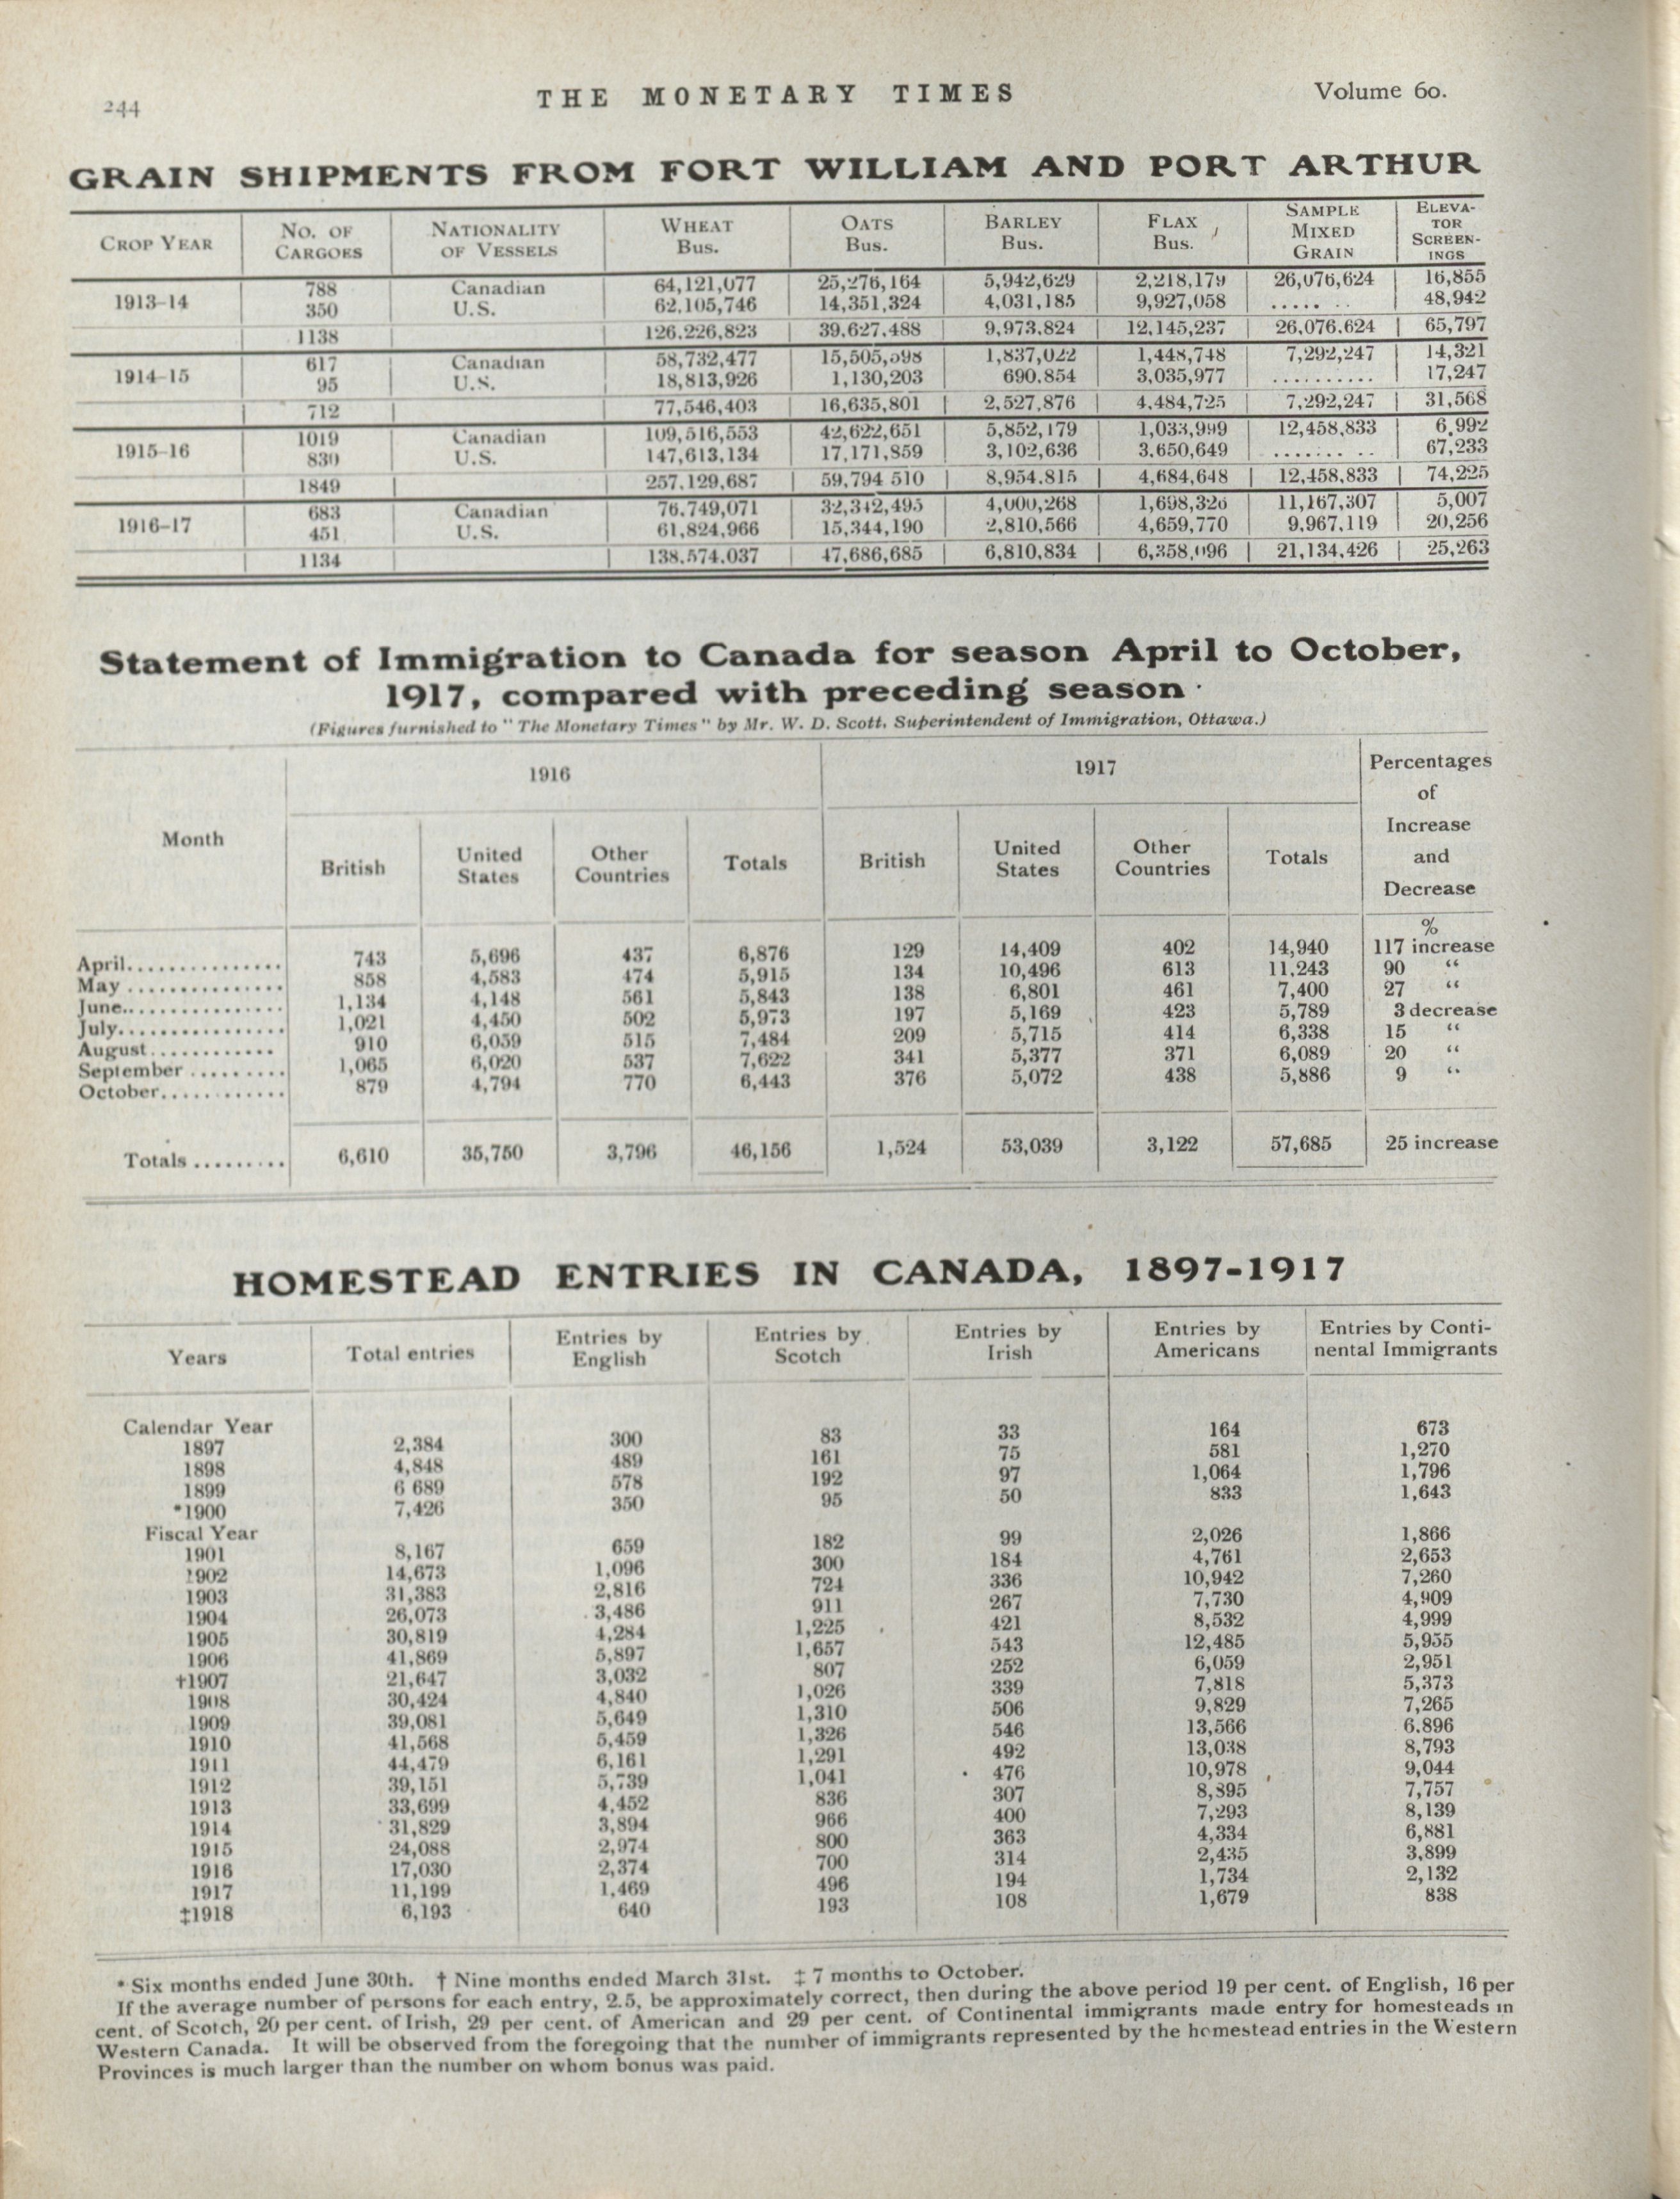 244
THE MONETARY TIMES
Volume 60.
GRAIN SHIPMENTS FROM FORT WILLIAM AND PORT ARTHUR
CROP YEAR | NO. OF CARGOES | NATIONALITY OF VESSELS | WHEAT Bus. | OATS Bus. | BARLEY Bus. | FLAX Bus. | SAMPLE MIXED GRAIN | ELEVA-TOR SCREEN-INGS
1913-14 788 Canadian 64,121,077 25,276,164 5,942,629 2,218,179 26,076,624 16,855
350 U.S. 62,105,746 14,351,324 4,031,185 9,927,058 ..... .. 48,942
1138 126.226,823 39.627.488 9,973,824 12,145,237 26,076.624 65,797
1914-15 617 Canadian 58,732,477 15,505,598 1,837,022 1,448,748 7,292,247 14,321
95 U.S. 18,813,926 1,130,203 690.854 3,035,977 .......... 17,247
712 77,546,403 16,635,801 2,527,876 4,484,725 7,292,247 31,568
1915-16 1019 Canadian 109,516,553 42,622,651 5,852,179 1,033,999 12,458,833 6,992
830 U.S. 147,613,134 17,171,859 3,102,636 3.650,649 ....... .. 67,233
1849 257,129,687 59,794 510 8,954.815 4,684,648 12,458,833 74,225
1916-17 683 Canadian 76,749,071 32,342,495 4,000,268 1,698,326 11,167,307 5,007
451 U.S. 61,824,966 15,344,190 2,810,566 4,659,770 9,967,119 20,256
1134 138,574,037 47,686,685 6,810,834 6,358,096 21,134,426 25,263
Statement of Immigration to Canada for season April to October,
1917, compared with preceding season
(Figures furnished to "The Monetary Times" by Mr. W. D. Scott, Superintendent of Immigration, Ottawa.)
Month | 1916 | 1917 | Percentages of Increase and Decrease
British | United States | Other Countries | Totals | British | United States | Other Countries | Totals
%
April............... 743 5,696 437 6,876 129 14,409 402 14,940 117 increase
May ............... 858 4,583 474 5,915 134 10,496 613 11,243 90 "
June................ 1,134 4,148 561 5,843 138 6,801 461 7,400 27 "
July................ 1,021 4,450 502 5,973 197 5,169 423 5,789 3 decrease
August............ 910 6,059 515 7,484 209 5,715 414 6,338 15 "
September ......... 1,065 6,020 537 7,622 341 5,377 371 6,089 20 "
October............ 879 4,794 770 6,443 376 5,072 438 5,886 9 "
Totals ......... 6,610 35,750 3,796 46,156 1,524 53,039 3,122 57,685 25 increase
HOMESTEAD ENTRIES IN CANADA, 1897-1917
Years | Total entries | Entries by English | Entries by Scotch | Entries by Irish | Entries by Americans | Entries by Conti-nental Immigrants
Calendar Year
1897 2,384 300 83 33 164 673
1898 4,848 489 161 75 581 1,270
1899 6 689 578 192 97 1,064 1,796
*1900 7,426 350 95 50 833 1,643
Fiscal Year
1901 8,167 659 182 99 2,026 1,866
1902 14,673 1,096 300 184 4,761 2,653
1903 31,383 2,816 724 336 10,942 7,260
1904 26,073 3,486 911 267 7,730 4,909
1905 30,819 4,284 1,225 421 8,532 4,999
1906 41,869 5,897 1,657 543 12,485 5,955
†1907 21,647 3,032 807 252 6,059 2,951
1908 30,424 4,840 1,026 339 7,818 5,373
1909 39,081 5,649 1,310 506 9,829 7,265
1910 41,568 5,459 1,326 546 13,566 6.896
1911 44,479 6,161 1,291 492 13,038 8,793
1912 39,151 5,739 1,041 476 10,978 9,044
1913 33,699 4,452 836 307 8,895 7,757
1914 31,829 3,894 966 400 7,293 8,139
1915 24,088 2,974 800 363 4,334 6,881
1916 17,030 2,374 700 314 2,435 3,899
1917 11,199 1,469 496 194 1,734 2,132
‡1918 6,193 640 193 108 1,679 838
* Six months ended June 30th. † Nine months ended March 31st. ‡ 7 months to October.
If the average number of persons for each entry, 2.5, be approximately correct, then during the above period 19 per cent. of English, 16 per
cent. of Scotch, 20 per cent. of Irish, 29 per cent. of American and 29 per cent. of Continental immigrants made entry for homesteads in
Western Canada. It will be observed from the foregoing that the number of immigrants represented by the homestead entries in the Western
Provinces is much larger than the number on whom bonus was paid.